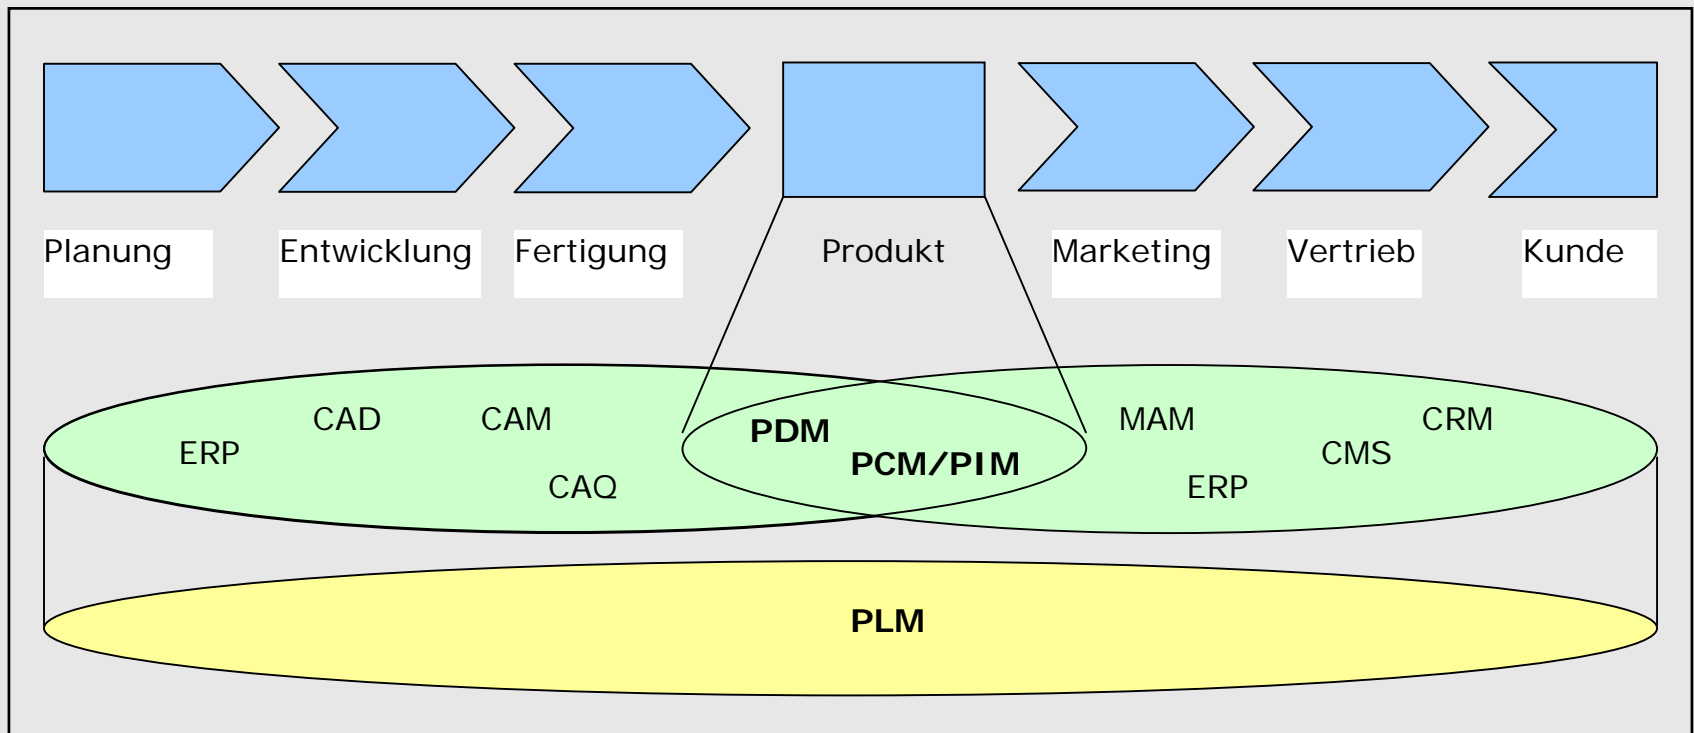 Planung
Entwicklung
Fertigung
Produkt
Marketing
Vertrieb
Kunde
CAD
CAM
ERP
CAQ
PDM
PCM/PIM
MAM
CRM
CMS
ERP
PLM